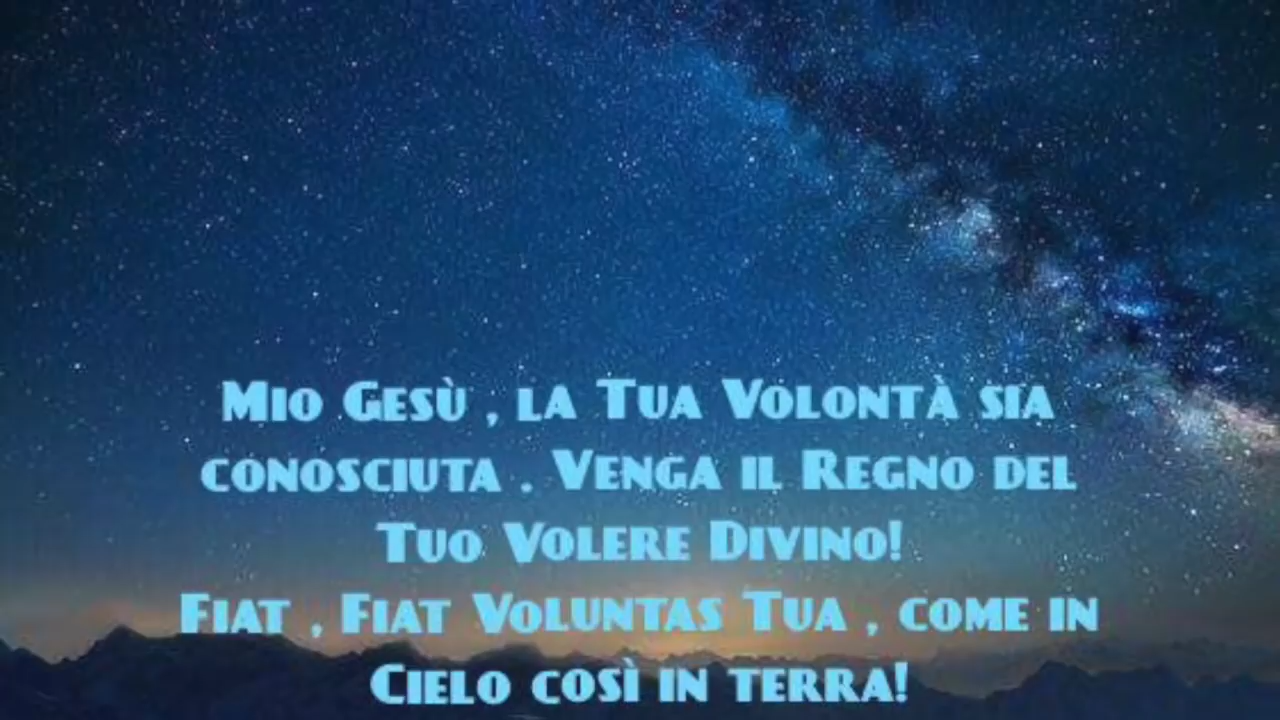 Mio Gesù , la Tua Volontà sia
conosciuta . Venga il Regno del
Tuo Volere Divino!
Fiat , Fiat Voluntas Tua , come in
Cielo così in terra!